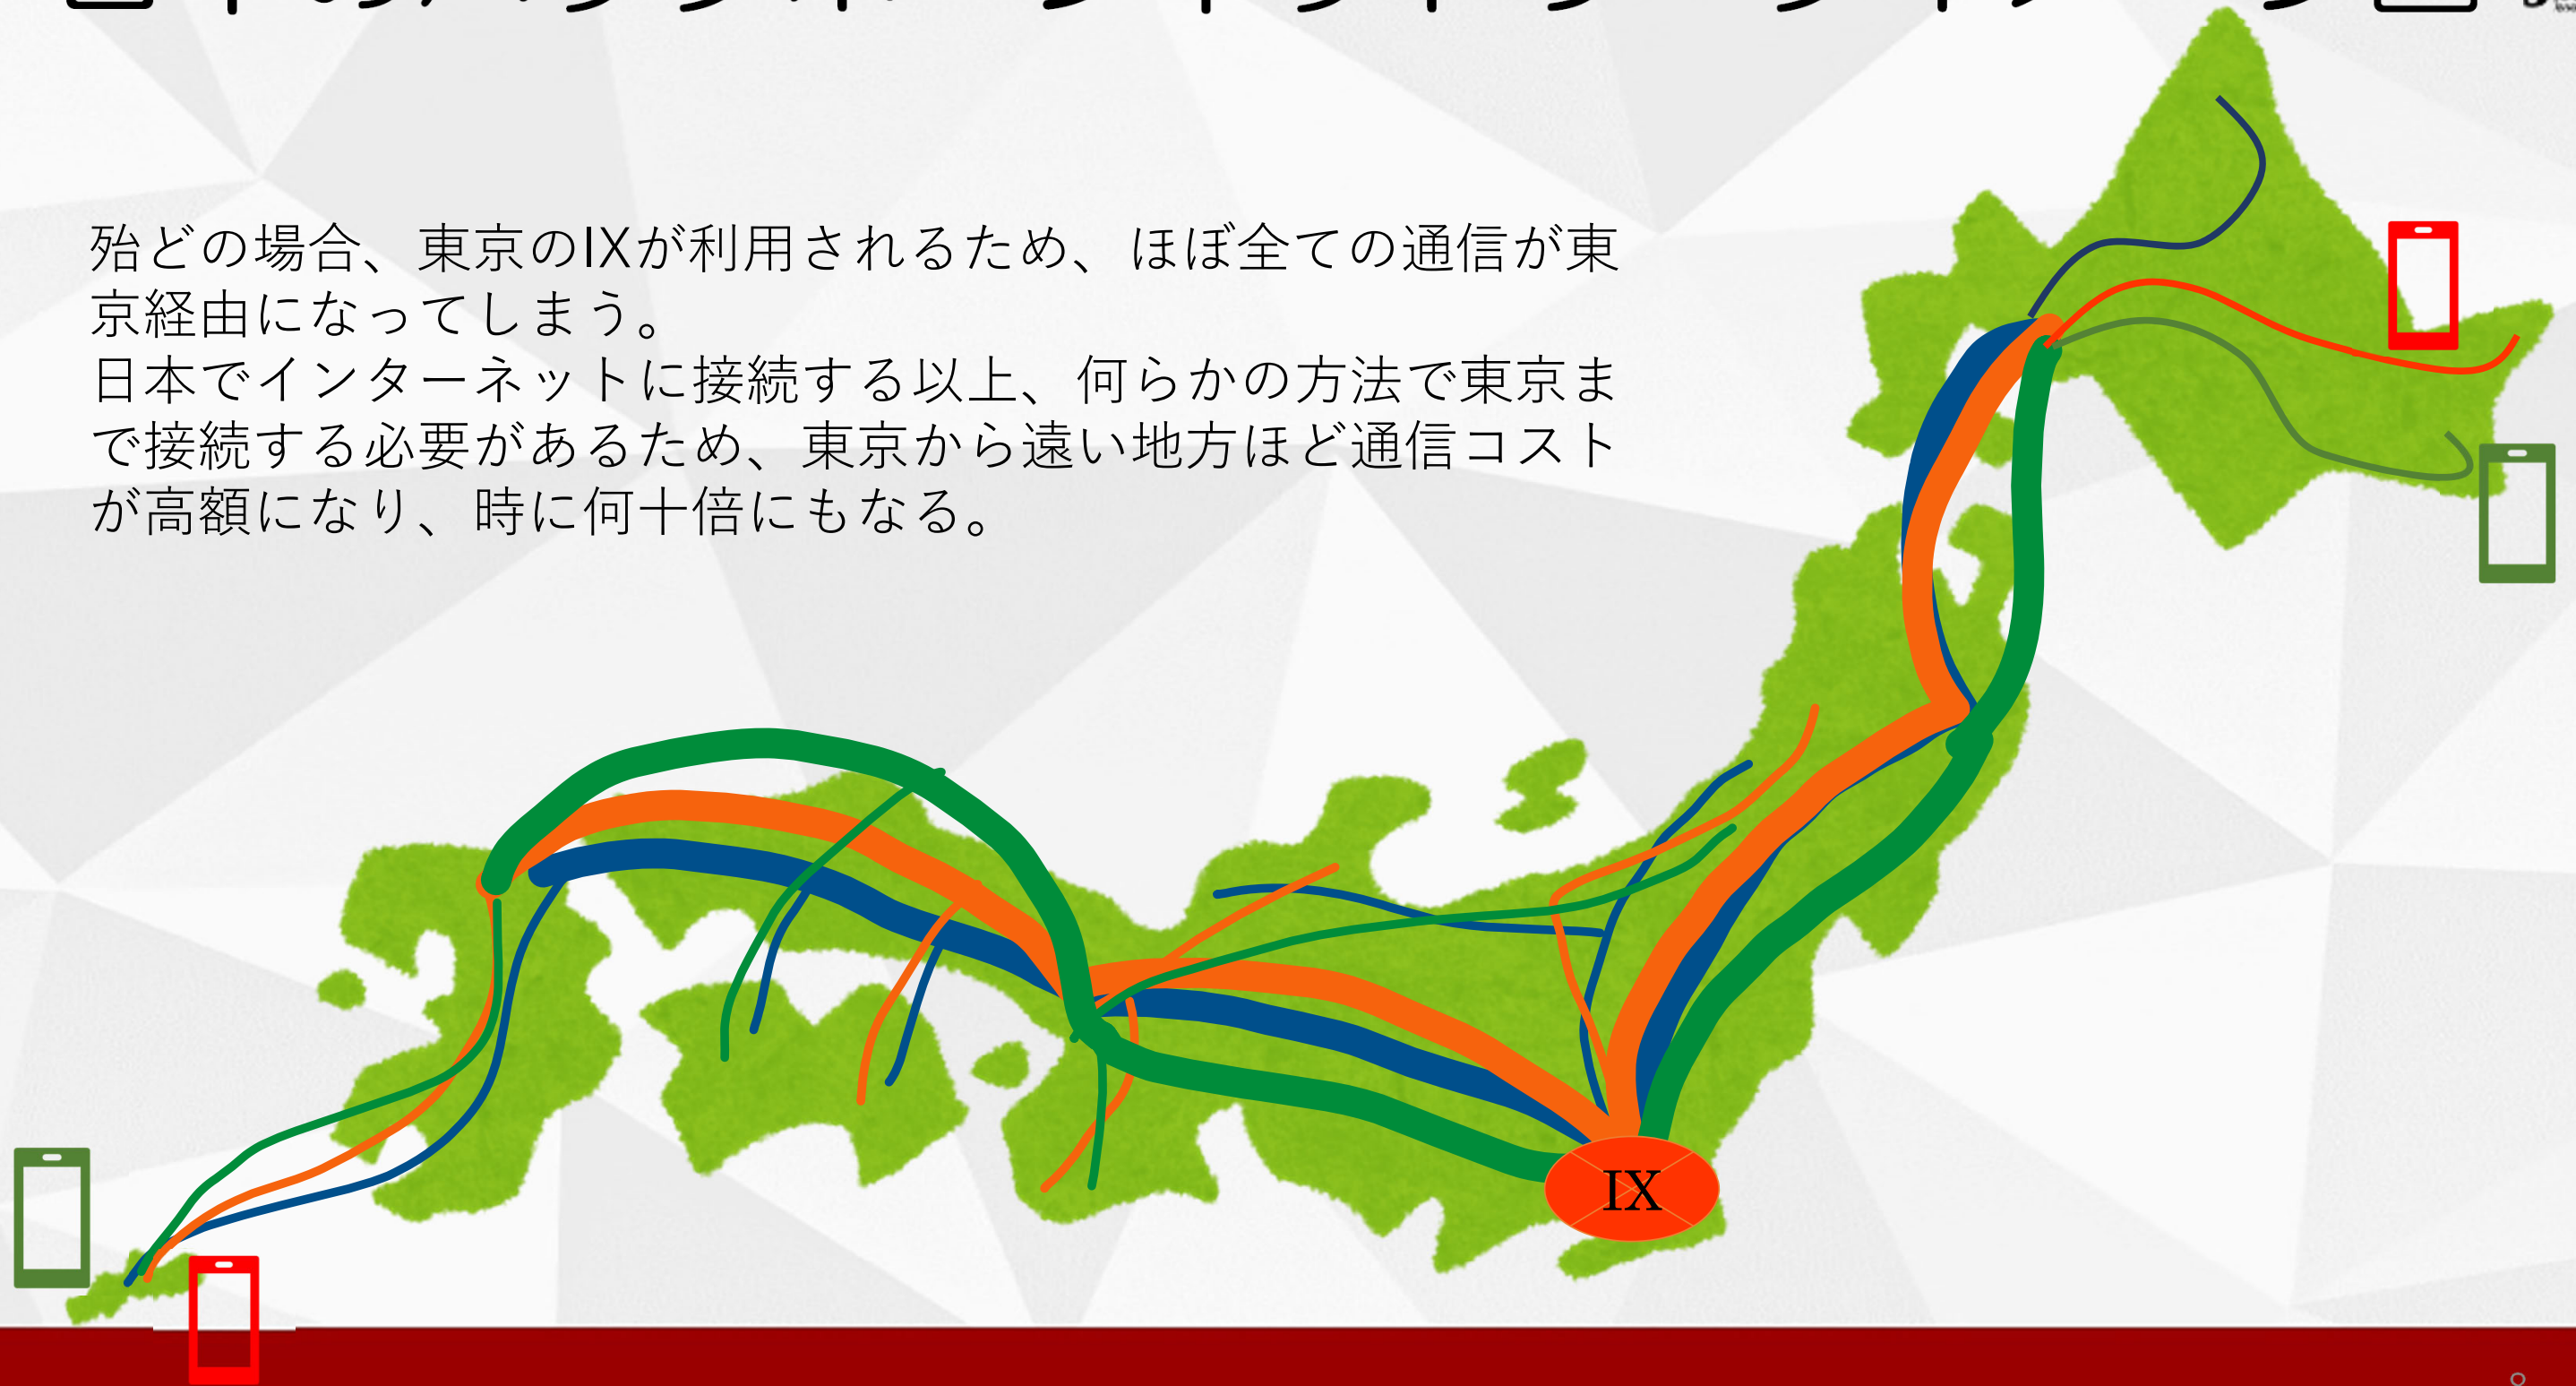 殆どの場合、東京のIXが利用されるため、ほぼ全ての通信が東
京経由になってしまう。
日本でインターネットに接続する以上、何らかの方法で東京ま
で接続する必要があるため、東京から遠い地方ほど通信コスト
が高額になり、時に何十倍にもなる。
IX